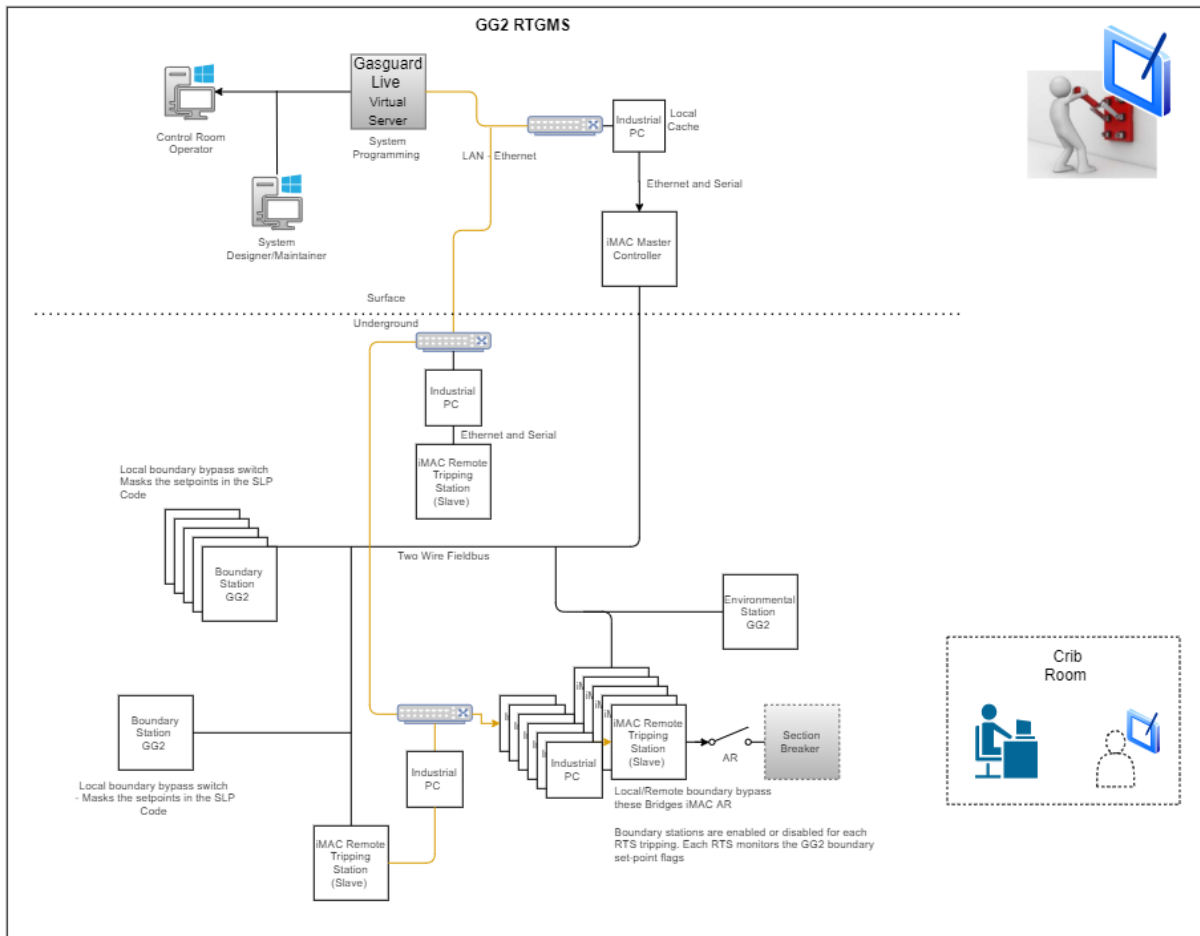 GG2 RTGMS
Gasguard
Live
Virtual
Server
System
Programming
Control Room
Operator
System
Designer/Maintainer
LAN - Ethernet
Industrial
PC
Local
Cache
Ethernet and Serial
iMAC Master
Controller
Surface
Underground
Industrial
PC
Ethernet and Serial
iMAC Remote
Tripping
Station
(Slave)
Local boundary bypass switch
Masks the setpoints in the SLP
Code
Boundary
Station
GG2
Two Wire Fieldbus
Environmental
Station
GG2
Boundary
Station
GG2
Local boundary bypass switch
- Masks the setpoints in the SLP
Code
Industrial
PC
iMAC Remote
Tripping
Station
(Slave)
Industrial
PC
iMAC Remote
Tripping
Station
(Slave)
AR
Section
Breaker
Local/Remote boundary bypass
these Bridges iMAC AR
Boundary stations are enabled or disabled for each
RTS tripping. Each RTS monitors the GG2 boundary
set-point flags
Crib
Room